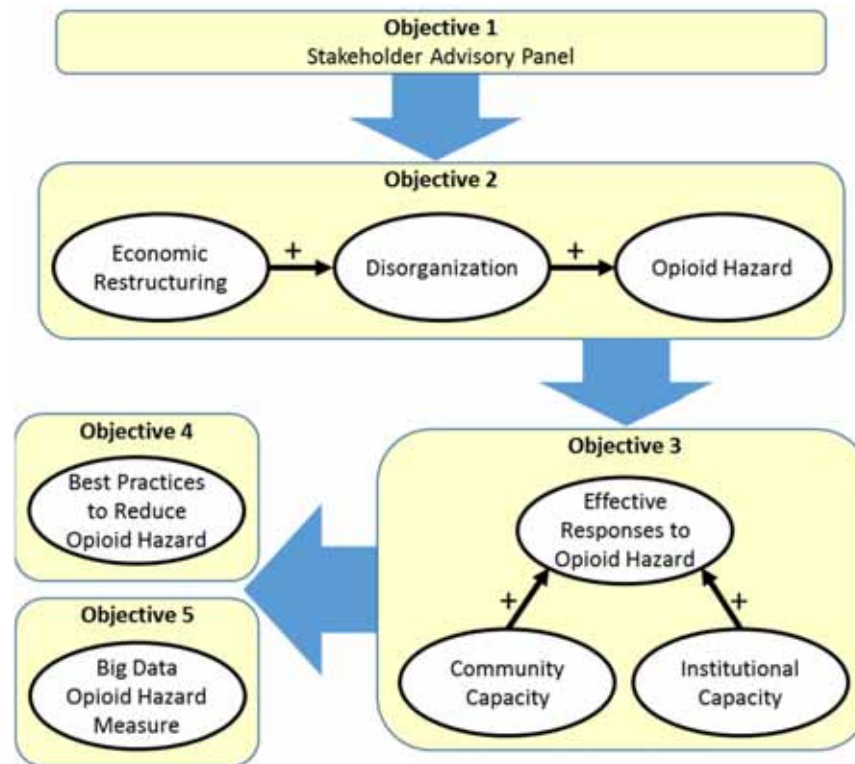 Objective 1
Stakeholder Advisory Panel
Objective 2
Economic
Restructuring
+
Disorganization
+
Opioid Hazard
Objective 3
Effective
Responses to
Opioid Hazard
+
+
Community
Capacity
Institutional
Capacity
Objective 4
Best Practices
to Reduce
Opioid Hazard
Objective 5
Big Data
Opioid Hazard
Measure